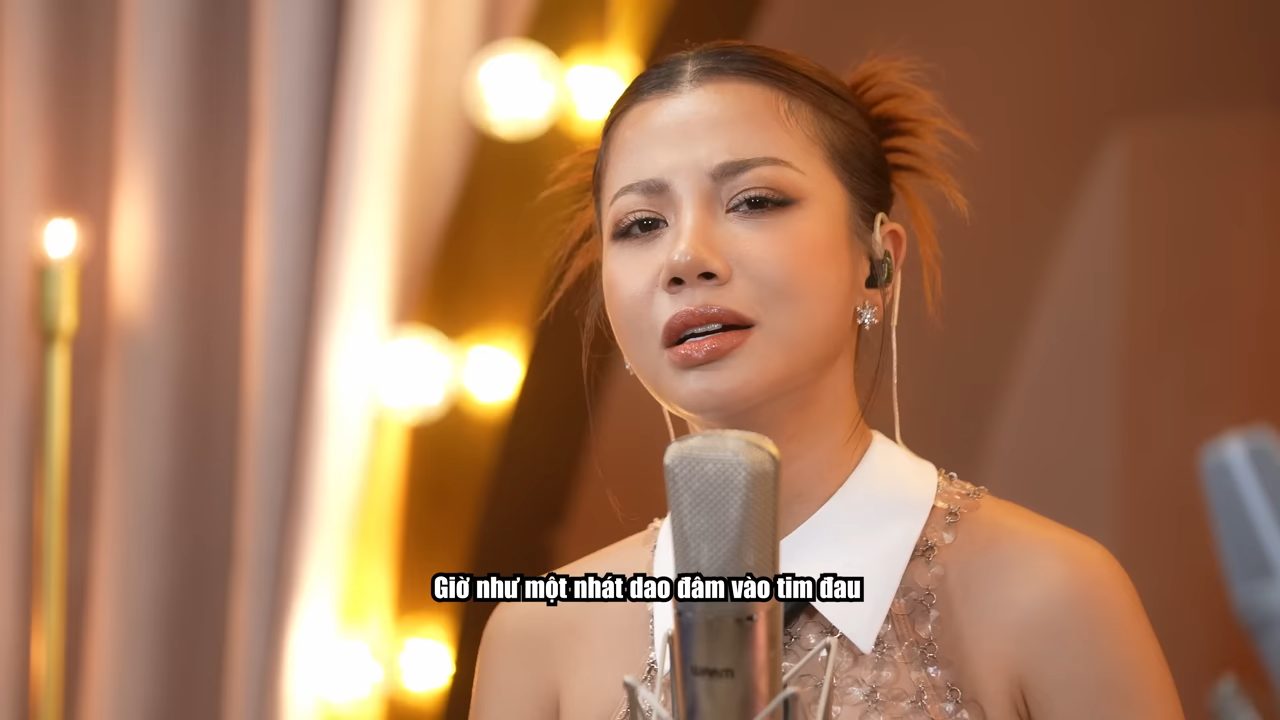 Giờ như một nhát dao đâm vào tim đau